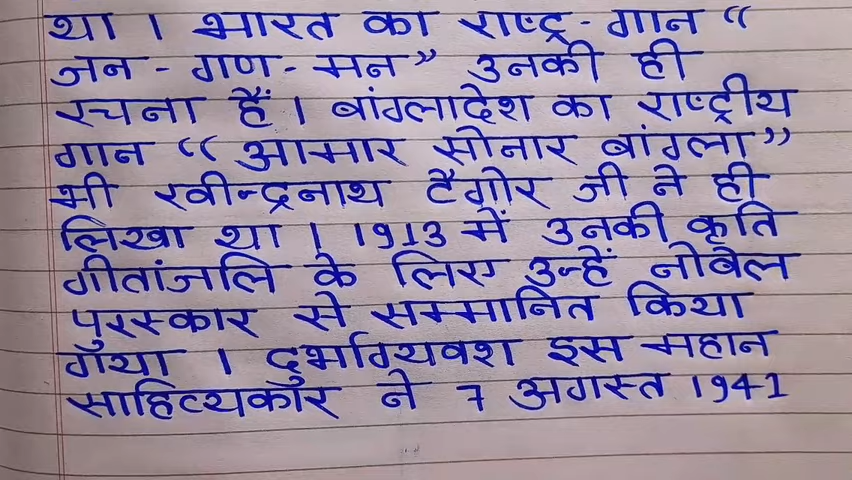 था । भारत का राष्ट्र - गान “
जन - गण - मन” उनकी ही
रचना हैं । बांग्लादेश का राष्ट्रीय
गान “ आमार सोनार बांग्ला”
भी रवीन्द्रनाथ टैगोर जी ने ही
लिखा था । 1913 में उनकी कृति
गीतांजलि के लिए उन्हें नोबेल
पुरस्कार से सम्मानित किया
गया । दुर्भाग्यवश इस महान
साहित्यकार ने 7 अगस्त 1941